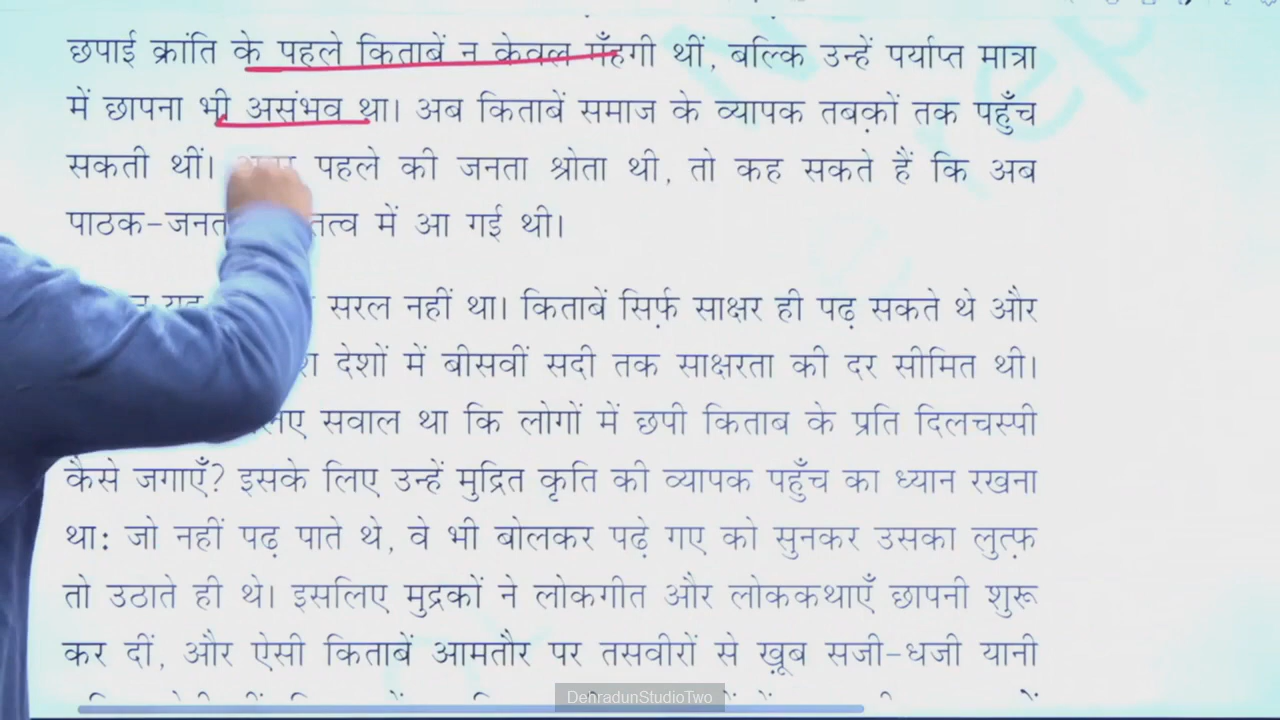 छपाई क्रांति के पहले किताबें न केवल मँहगी थीं, बल्कि उन्हें पर्याप्त मात्रा
में छापना भी असंभव था। अब किताबें समाज के व्यापक तबक़ों तक पहुँच
सकती थीं। पहले की जनता श्रोता थी, तो कह सकते हैं कि अब
पाठक-जनत में आ गई थी।
सरल नहीं था। किताबें सिर्फ़ साक्षर ही पढ़ सकते थे और
देशों में बीसवीं सदी तक साक्षरता की दर सीमित थी।
सवाल था कि लोगों में छपी किताब के प्रति दिलचस्पी
कैसे जगाएँ? इसके लिए उन्हें मुद्रित कृति की व्यापक पहुँच का ध्यान रखना
था: जो नहीं पढ़ पाते थे, वे भी बोलकर पढ़े गए को सुनकर उसका लुत्फ़
तो उठाते ही थे। इसलिए मुद्रकों ने लोकगीत और लोककथाएँ छापनी शुरू
कर दीं, और ऐसी किताबें आमतौर पर तसवीरों से ख़ूब सजी-धजी यानी
DehradunStudioTwo